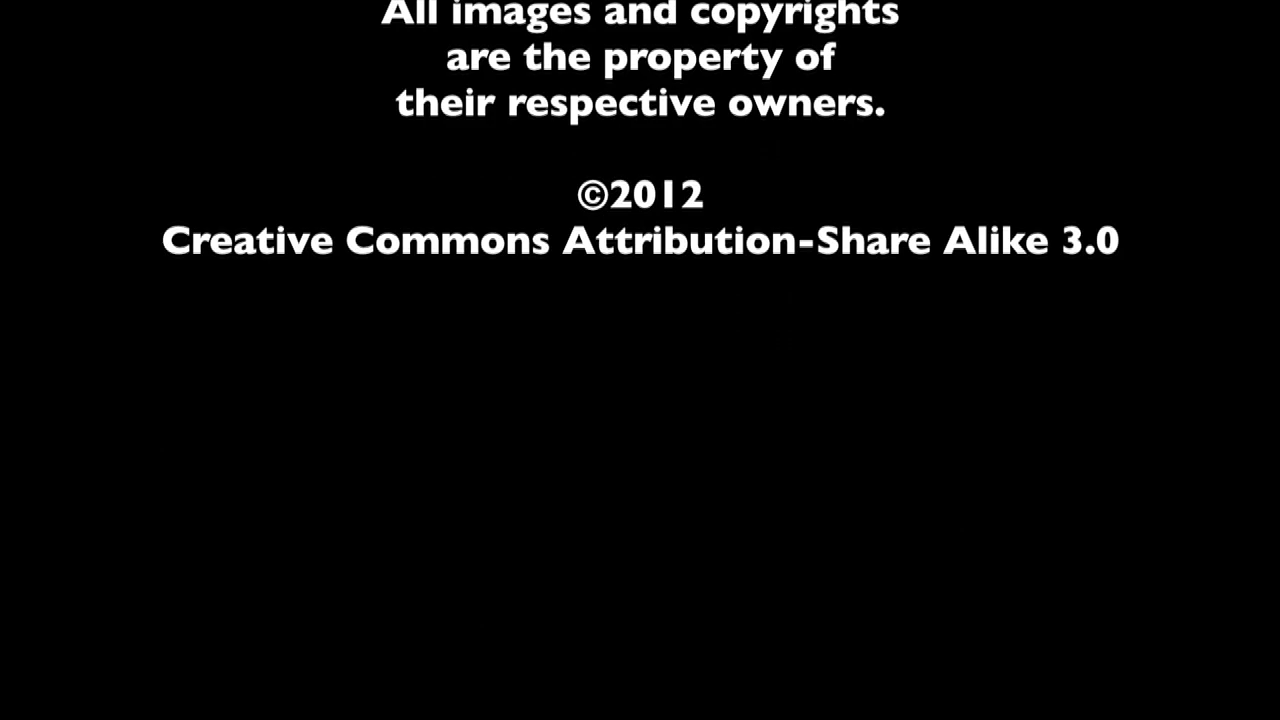 All images and copyrights
are the property of
their respective owners.
©2012
Creative Commons Attribution-Share Alike 3.0